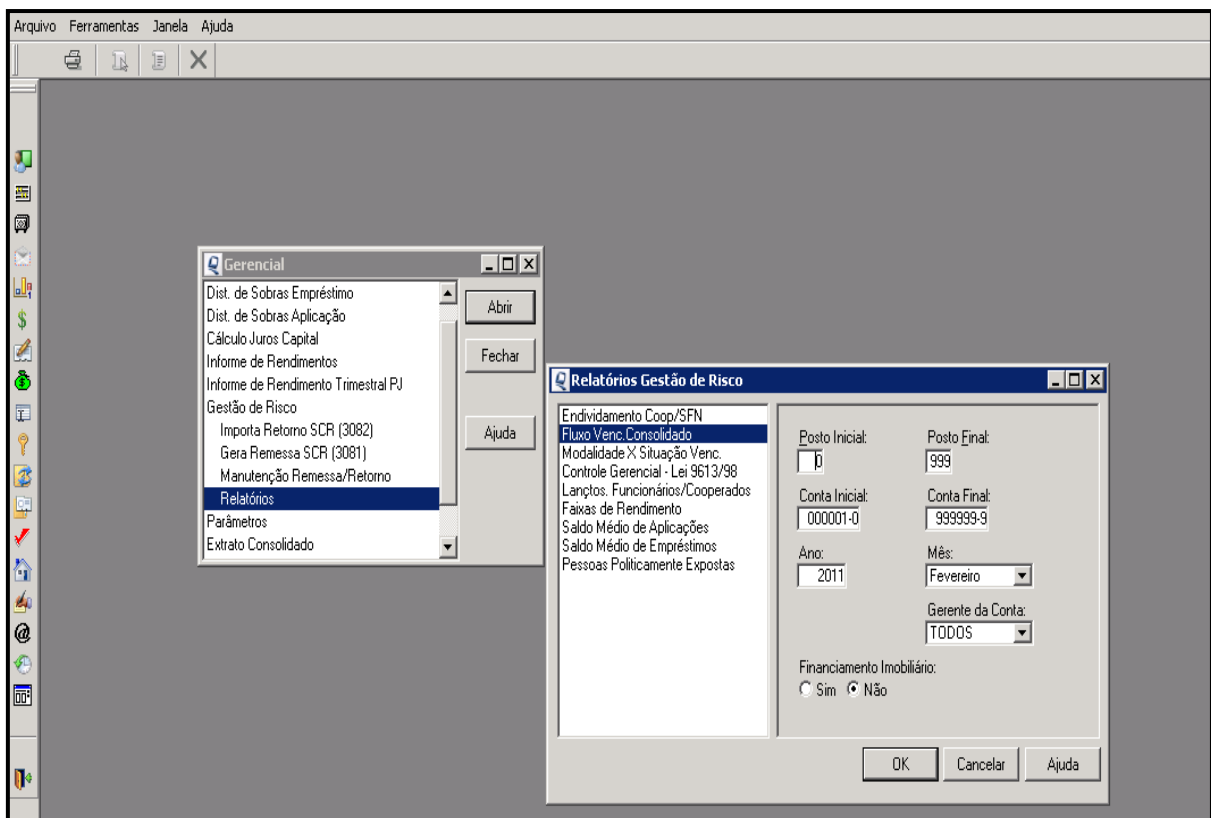 Arquivo Ferramentas Janela Ajuda
Gerencial
Dist. de Sobras Empréstimo
Dist. de Sobras Aplicação
Cálculo Juros Capital
Informe de Rendimentos
Informe de Rendimento Trimestral PJ
Gestão de Risco
Importa Retorno SCR (3082)
Gera Remessa SCR (3081)
Manutenção Remessa/Retorno
Relatórios
Parâmetros
Extrato Consolidado
Abrir
Fechar
Ajuda
Relatórios Gestão de Risco
Endividamento Coop/SFN
Fluxo Venc.Consolidado
Modalidade X Situação Venc.
Controle Gerencial - Lei 9613/98
Lançtos. Funcionários/Cooperados
Faixas de Rendimento
Saldo Médio de Aplicações
Saldo Médio de Empréstimos
Pessoas Politicamente Expostas
Posto Inicial: Posto Final:
0 999
Conta Inicial: Conta Final:
000001-0 999999-9
Ano: Mês:
2011 Fevereiro
Gerente da Conta:
TODOS
Financiamento Imobiliário:
Sim Não
OK Cancelar Ajuda